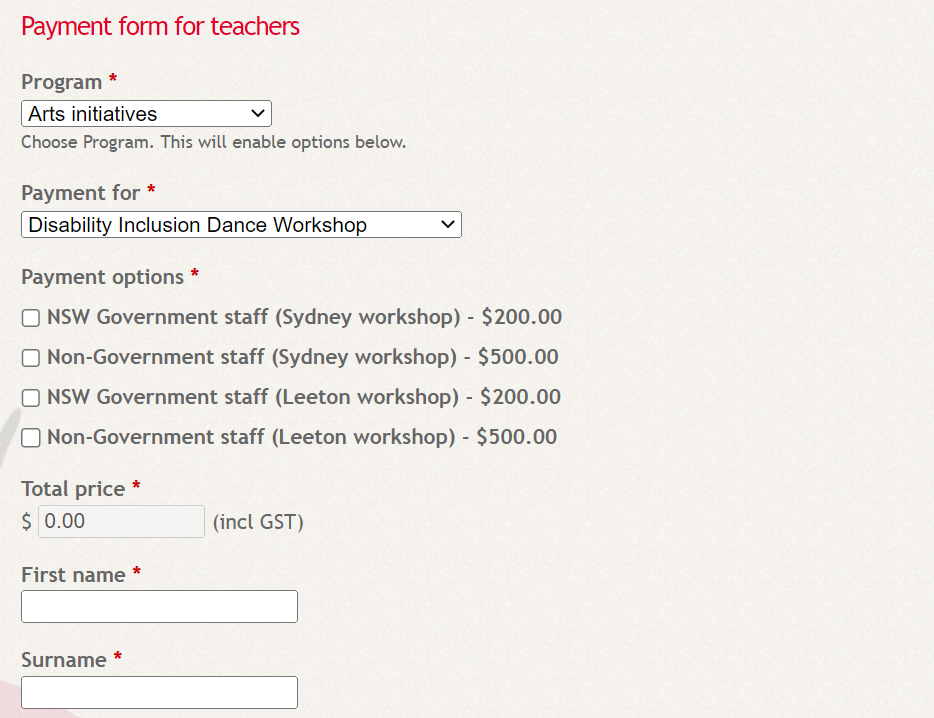 Payment form for teachers
Program *
Arts initiatives
Choose Program. This will enable options below.
Payment for *
Disability Inclusion Dance Workshop
Payment options *
NSW Government staff (Sydney workshop) - $200.00
Non-Government staff (Sydney workshop) - $500.00
NSW Government staff (Leeton workshop) - $200.00
Non-Government staff (Leeton workshop) - $500.00
Total price *
$ 0.00 (incl GST)
First name *
Surname *